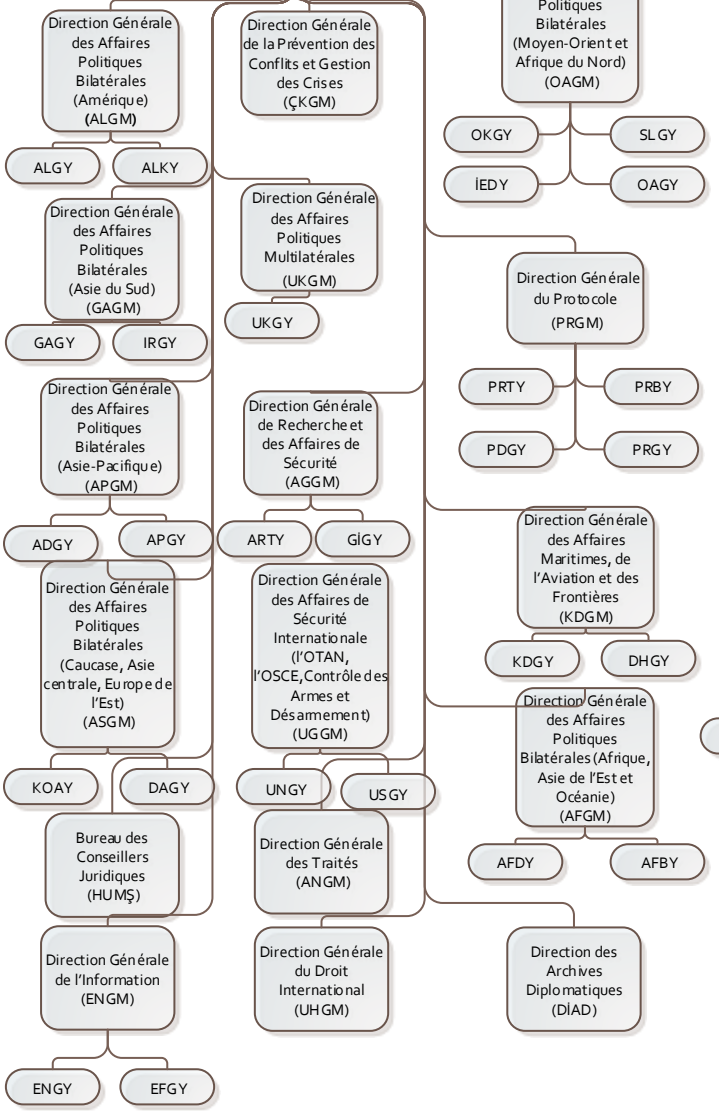 Direction Générale
des Affaires
Politiques
Bilatérales
(Amérique)
(ALGM)
ALGY
ALKY
Direction Générale
des Affaires
Politiques
Bilatérales
(Asie du Sud)
(GAGM)
GAGY
IRGY
Direction Générale
des Affaires
Politiques
Bilatérales
(Asie-Pacifique)
(APGM)
ADGY
APGY
Direction Générale
des Affaires
Politiques
Bilatérales
(Caucase, Asie
centrale, Europe de
l'Est)
(ASGM)
KOAY
DAGY
Bureau des
Conseillers
Juridiques
(HUMŞ)
Direction Générale
de l'Information
(ENGM)
ENGY
EFGY
Direction Générale
de la Prévention des
Conflits et Gestion
des Crises
(ÇKGM)
Direction Générale
des Affaires
Politiques
Multilatérales
(UKGM)
UKGY
Direction Générale
de Recherche et
des Affaires de
Sécurité
(AGGM)
ARTY
GİGY
Direction Générale
des Affaires de
Sécurité
Internationale
(l'OTAN,
l'OSCE, Contrôle des
Armes et
Désarmement)
(UGGM)
UNGY
USGY
Direction Générale
des Traités
(ANGM)
Direction Générale
du Droit
International
(UHGM)
Politiques
Bilatérales
(Moyen-Orient et
Afrique du Nord)
(OAGM)
OKGY
SLGY
İEDY
OAGY
Direction Générale
du Protocole
(PRGM)
PRTY
PRBY
PDGY
PRGY
Direction Générale
des Affaires
Maritimes, de
l'Aviation et des
Frontières
(KDGM)
KDGY
DHGY
Direction Générale
des Affaires
Politiques
Bilatérales (Afrique,
Asie de l'Est et
Océanie)
(AFGM)
AFDY
AFBY
Direction des
Archives
Diplomatiques
(DİAD)